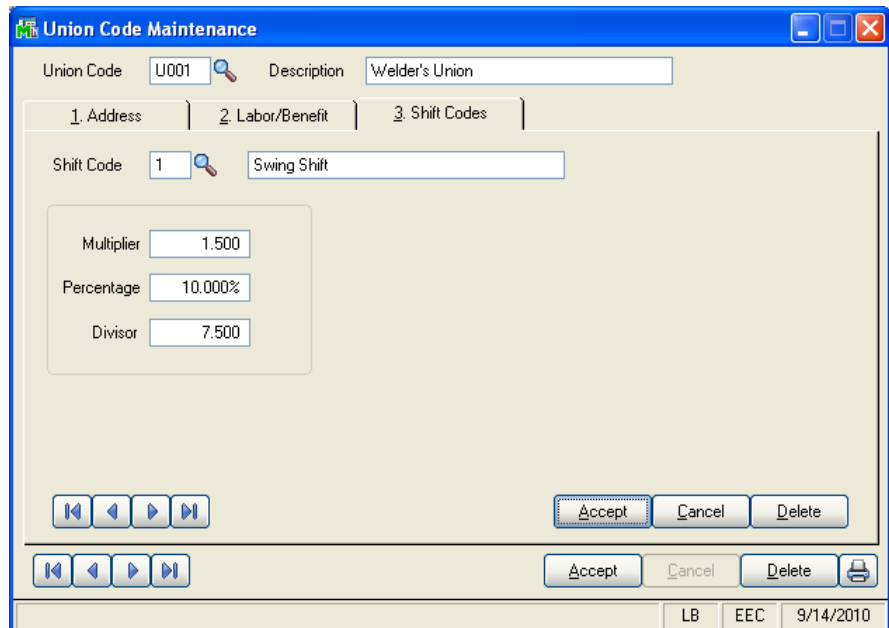 Union Code Maintenance
Union Code U001 Description Welder's Union
1. Address 2. Labor/Benefit 3. Shift Codes
Shift Code 1 Swing Shift
Multiplier 1.500
Percentage 10.000%
Divisor 7.500
Accept Cancel Delete
Accept Cancel Delete
LB EEC 9/14/2010